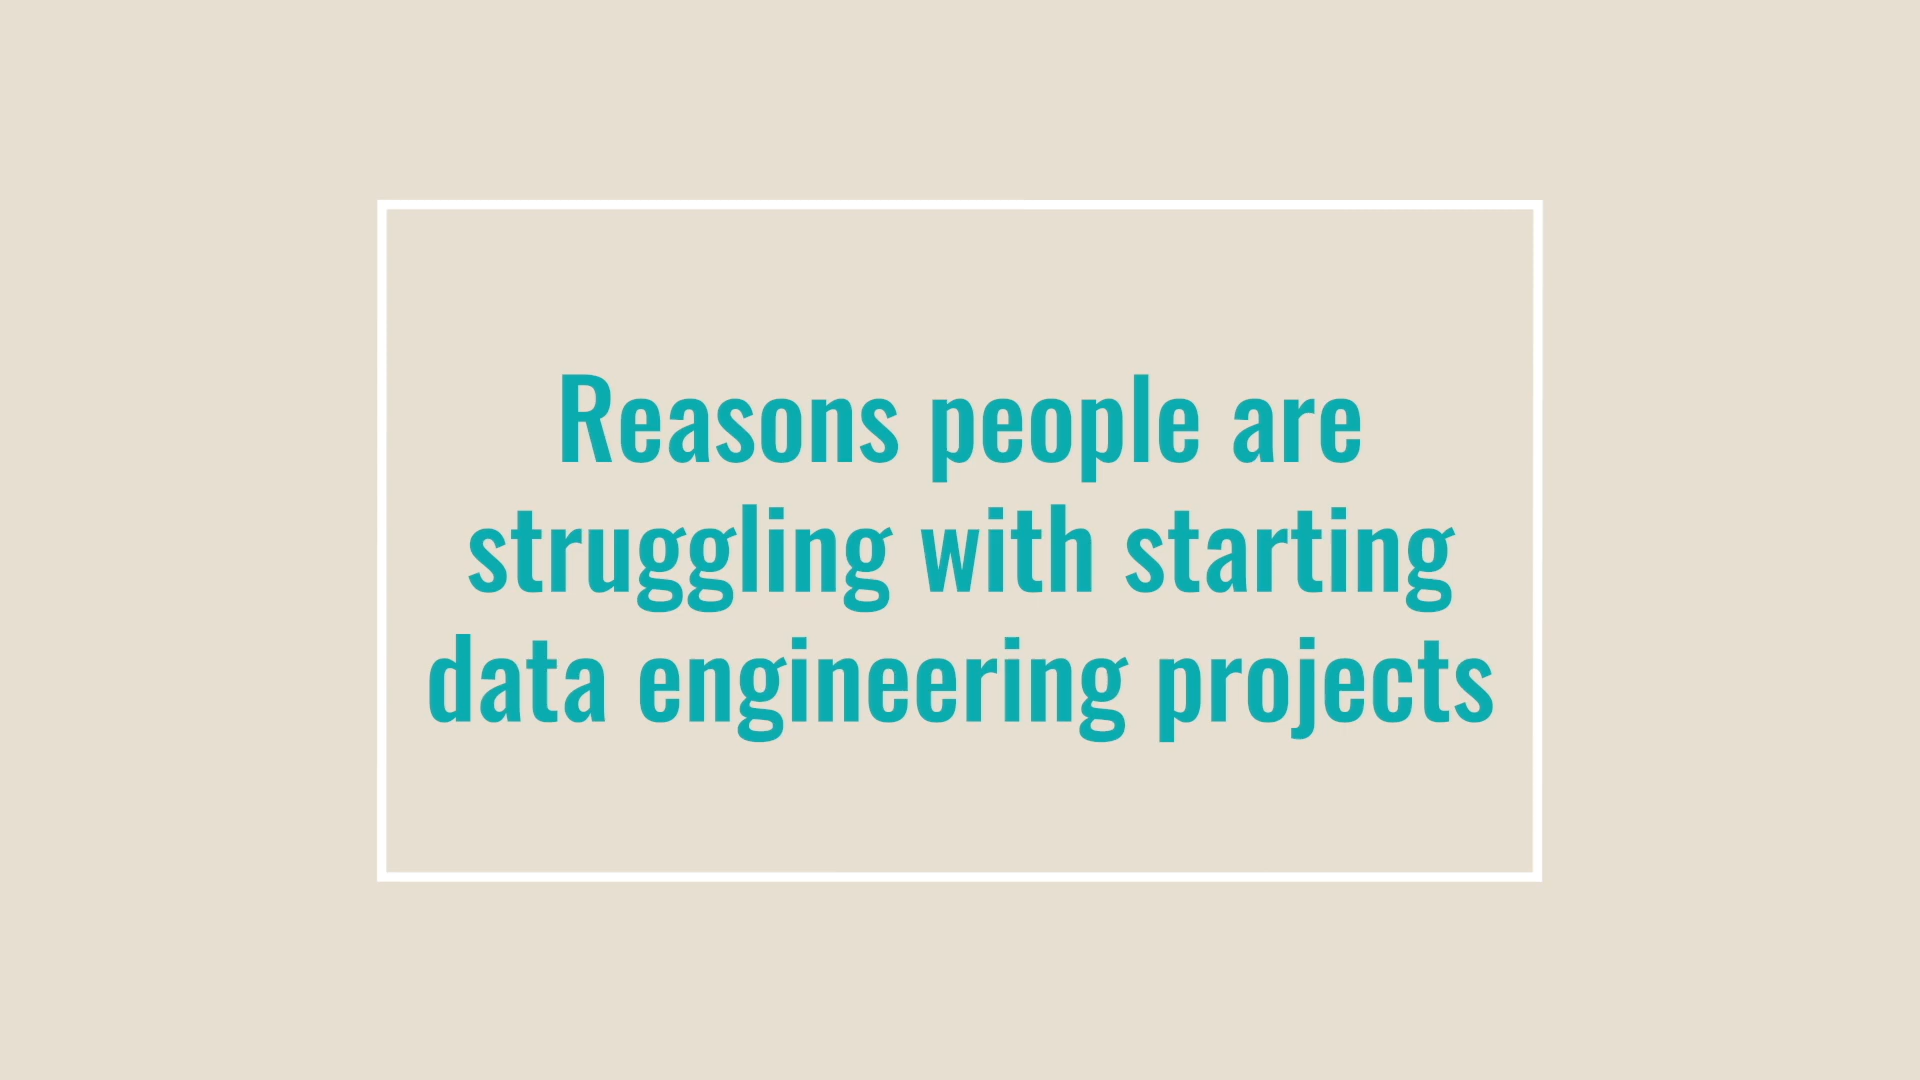 Reasons people are
struggling with starting
data engineering projects